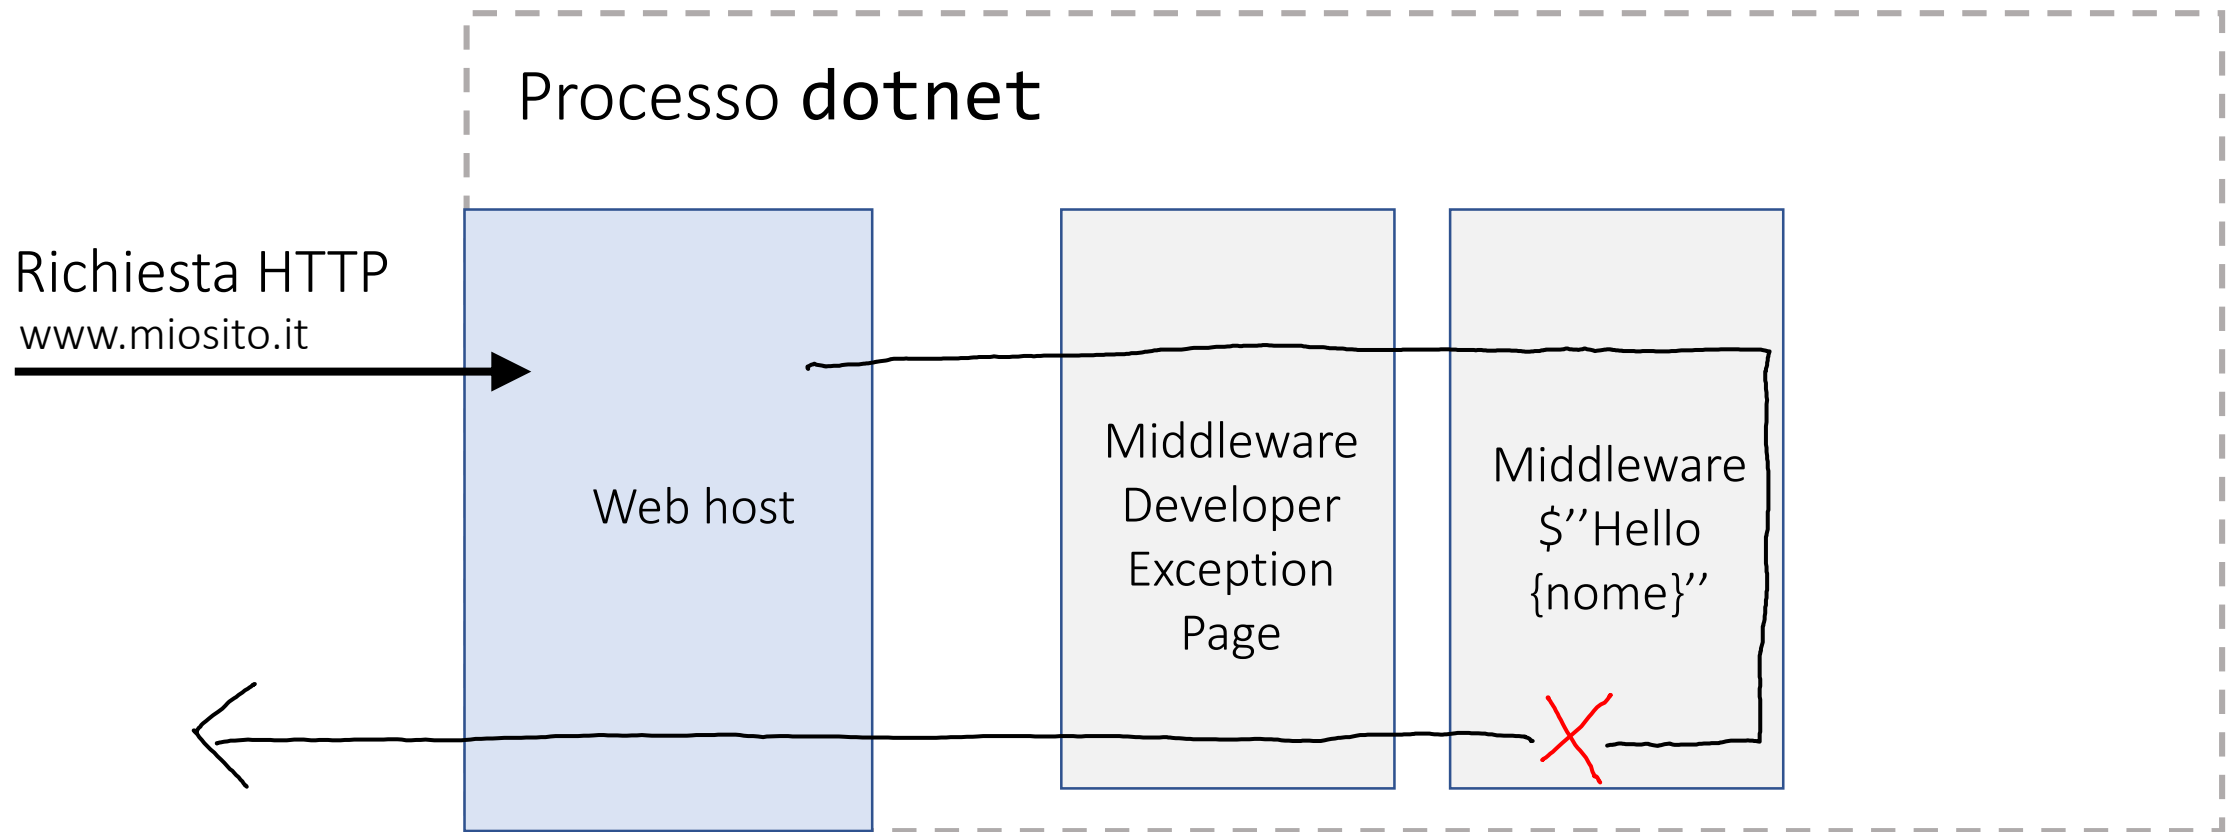 Processo dotnet
Richiesta HTTP
www.miosito.it
Web host
Middleware
Developer
Exception
Page
Middleware
$’’Hello
{nome}’’